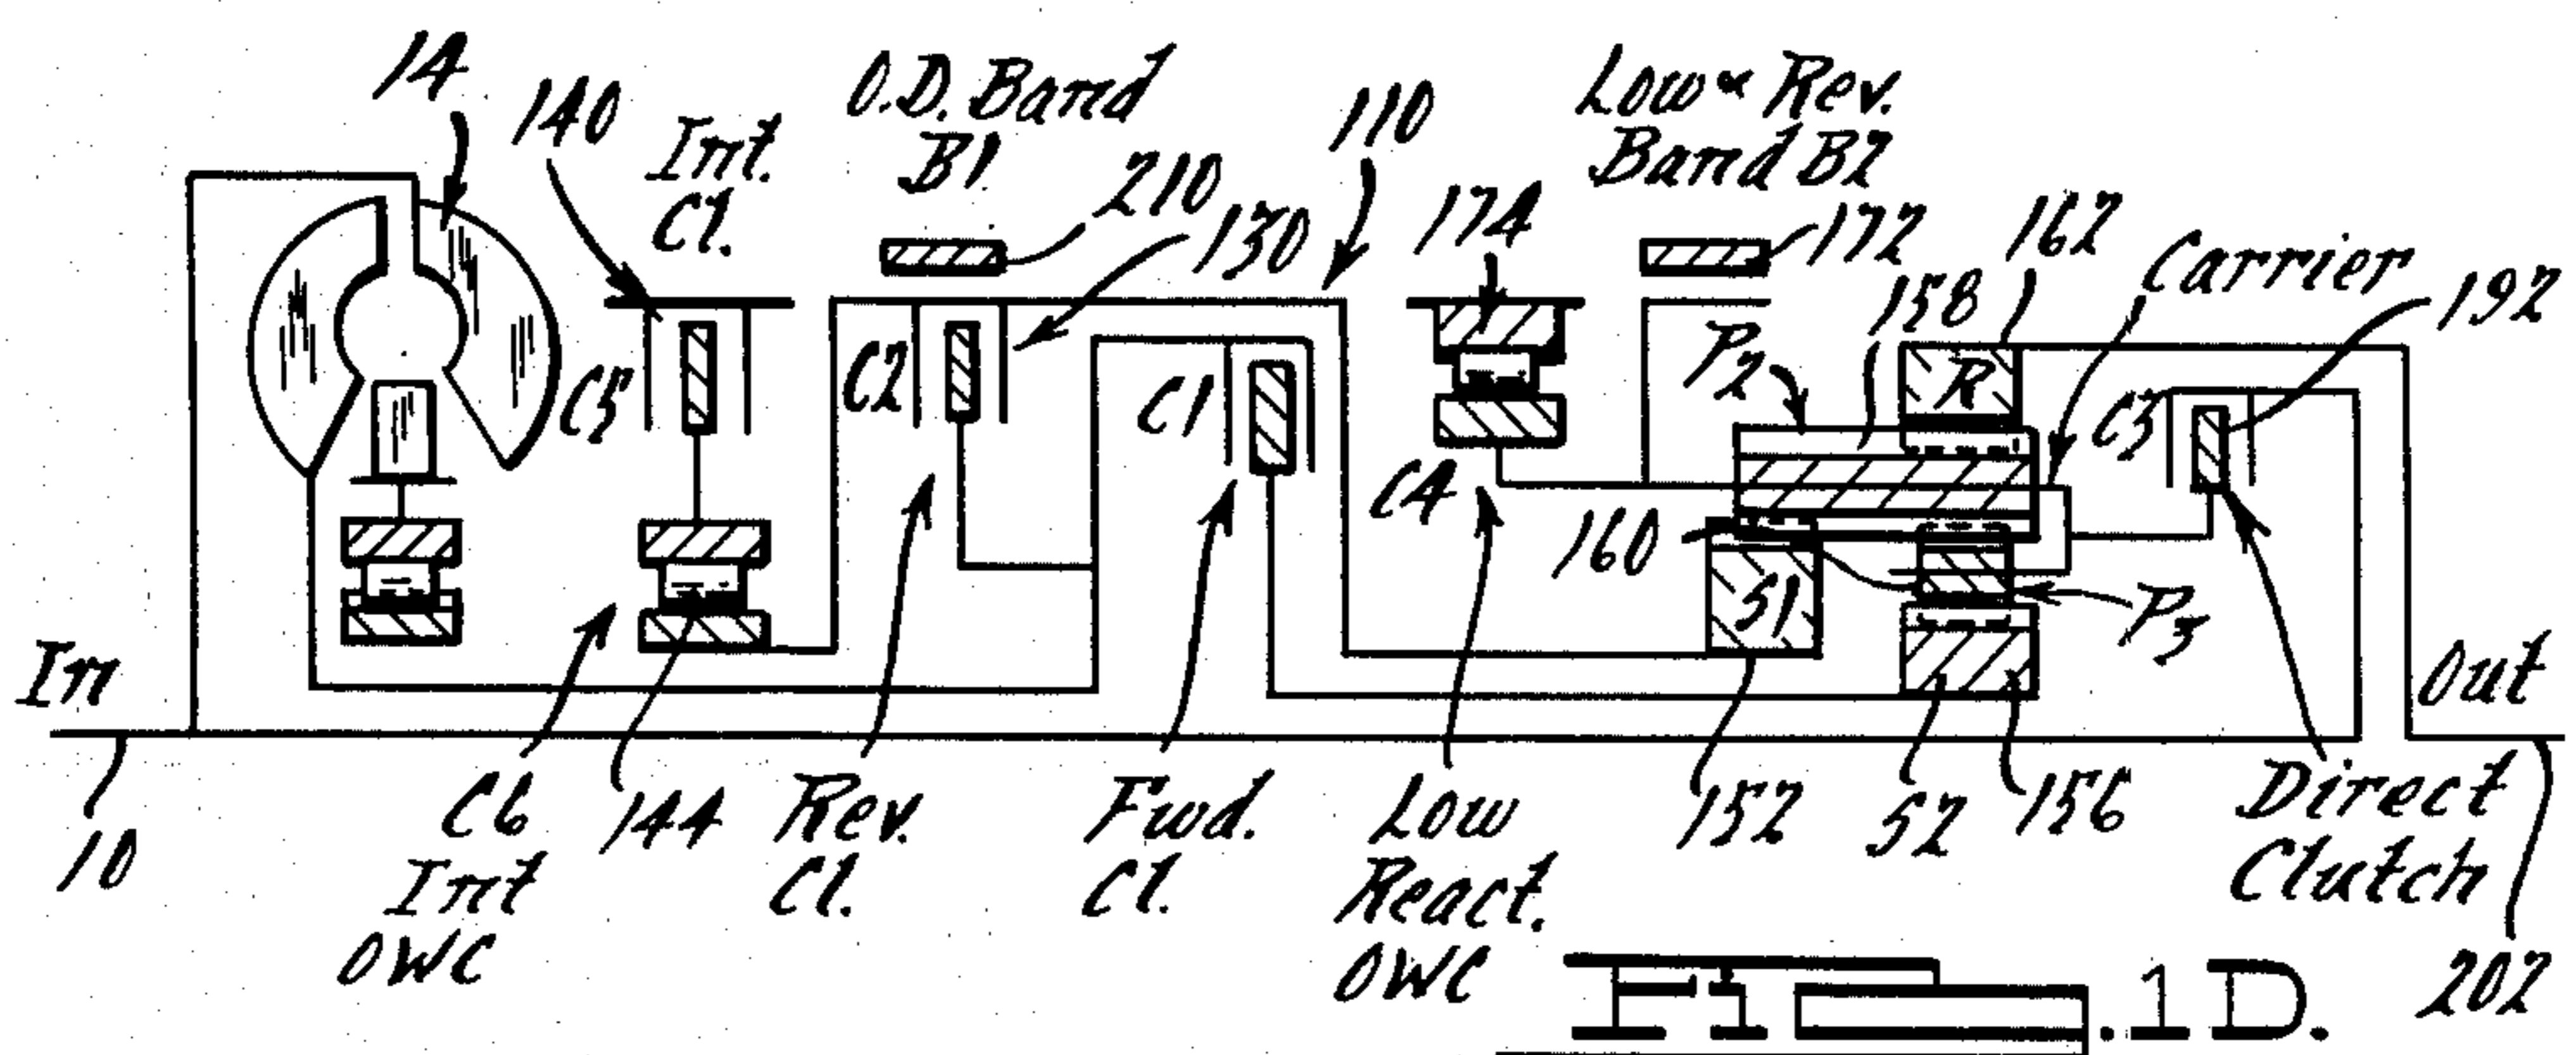 14
140
Int.
Cl.
O.D. Band
B1
210
130
110
Low & Rev.
Band B2
174
172
162
Carrier
192
158
P2
R
C5
C2
C1
C4
C3
160
S1
P3
In
Out
10
C6
Int
OWC
144
Rev.
Cl.
Fwd.
Cl.
Low
React.
OWC
152
S2
156
Direct
Clutch
202
FIG. 1D.